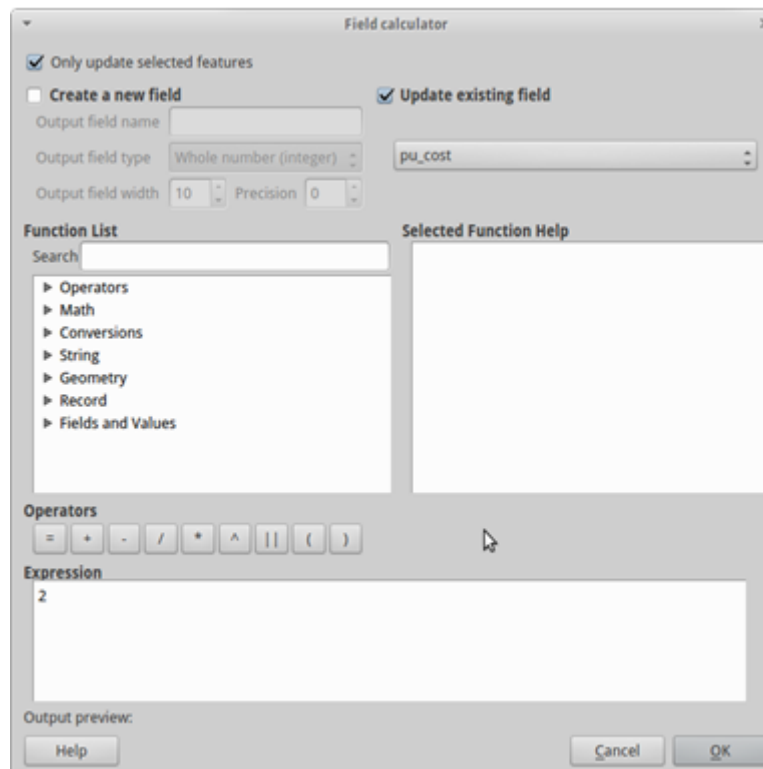 Field calculator
Only update selected features
Create a new field
Update existing field
Output field name
Output field type Whole number (integer)
pu_cost
Output field width 10 Precision 0
Function List
Selected Function Help
Search
Operators
Math
Conversions
String
Geometry
Record
Fields and Values
Operators
= + - / * ^ || ( )
Expression
2
Output preview:
Help
Cancel
OK